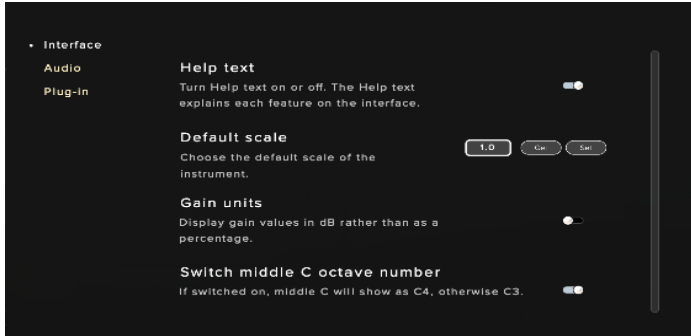 Interface
Audio
Plug-in
Help text
Turn Help text on or off. The Help text
explains each feature on the interface.
Default scale
Choose the default scale of the
instrument.
1.0
Get
Set
Gain units
Display gain values in dB rather than as a
percentage.
Switch middle C octave number
If switched on, middle C will show as C4, otherwise C3.